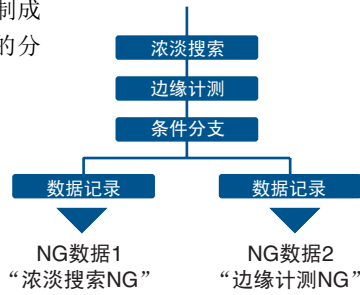 制成
的分
浓淡搜索
边缘计测
条件分支
数据记录 数据记录
NG数据1 NG数据2
“浓淡搜索NG” “边缘计测NG”